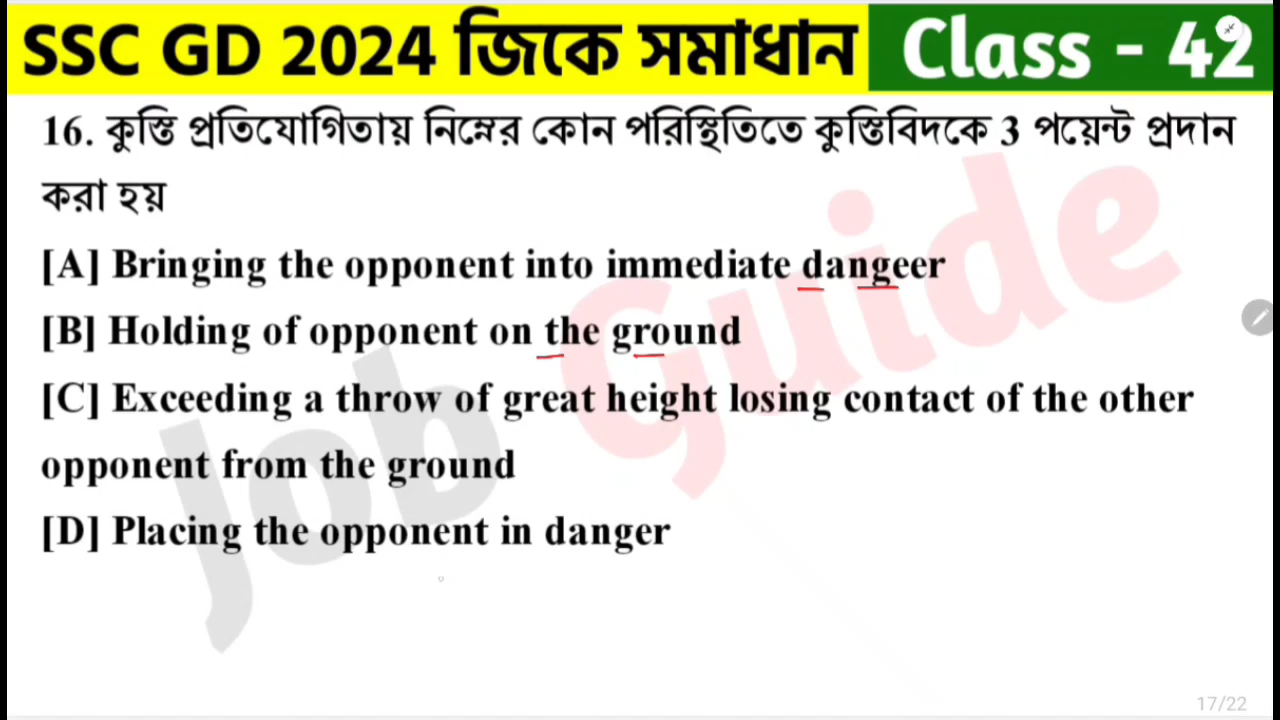 SSC GD 2024 জিকে সমাধান Class - 42
16. কুস্তি প্রতিযোগিতায় নিম্নের কোন পরিস্থিতিতে কুস্তিবিদকে 3 পয়েন্ট প্রদান
করা হয়
[A] Bringing the opponent into immediate dangeer
[B] Holding of opponent on the ground
[C] Exceeding a throw of great height losing contact of the other
opponent from the ground
[D] Placing the opponent in danger
Job Guide
17/22